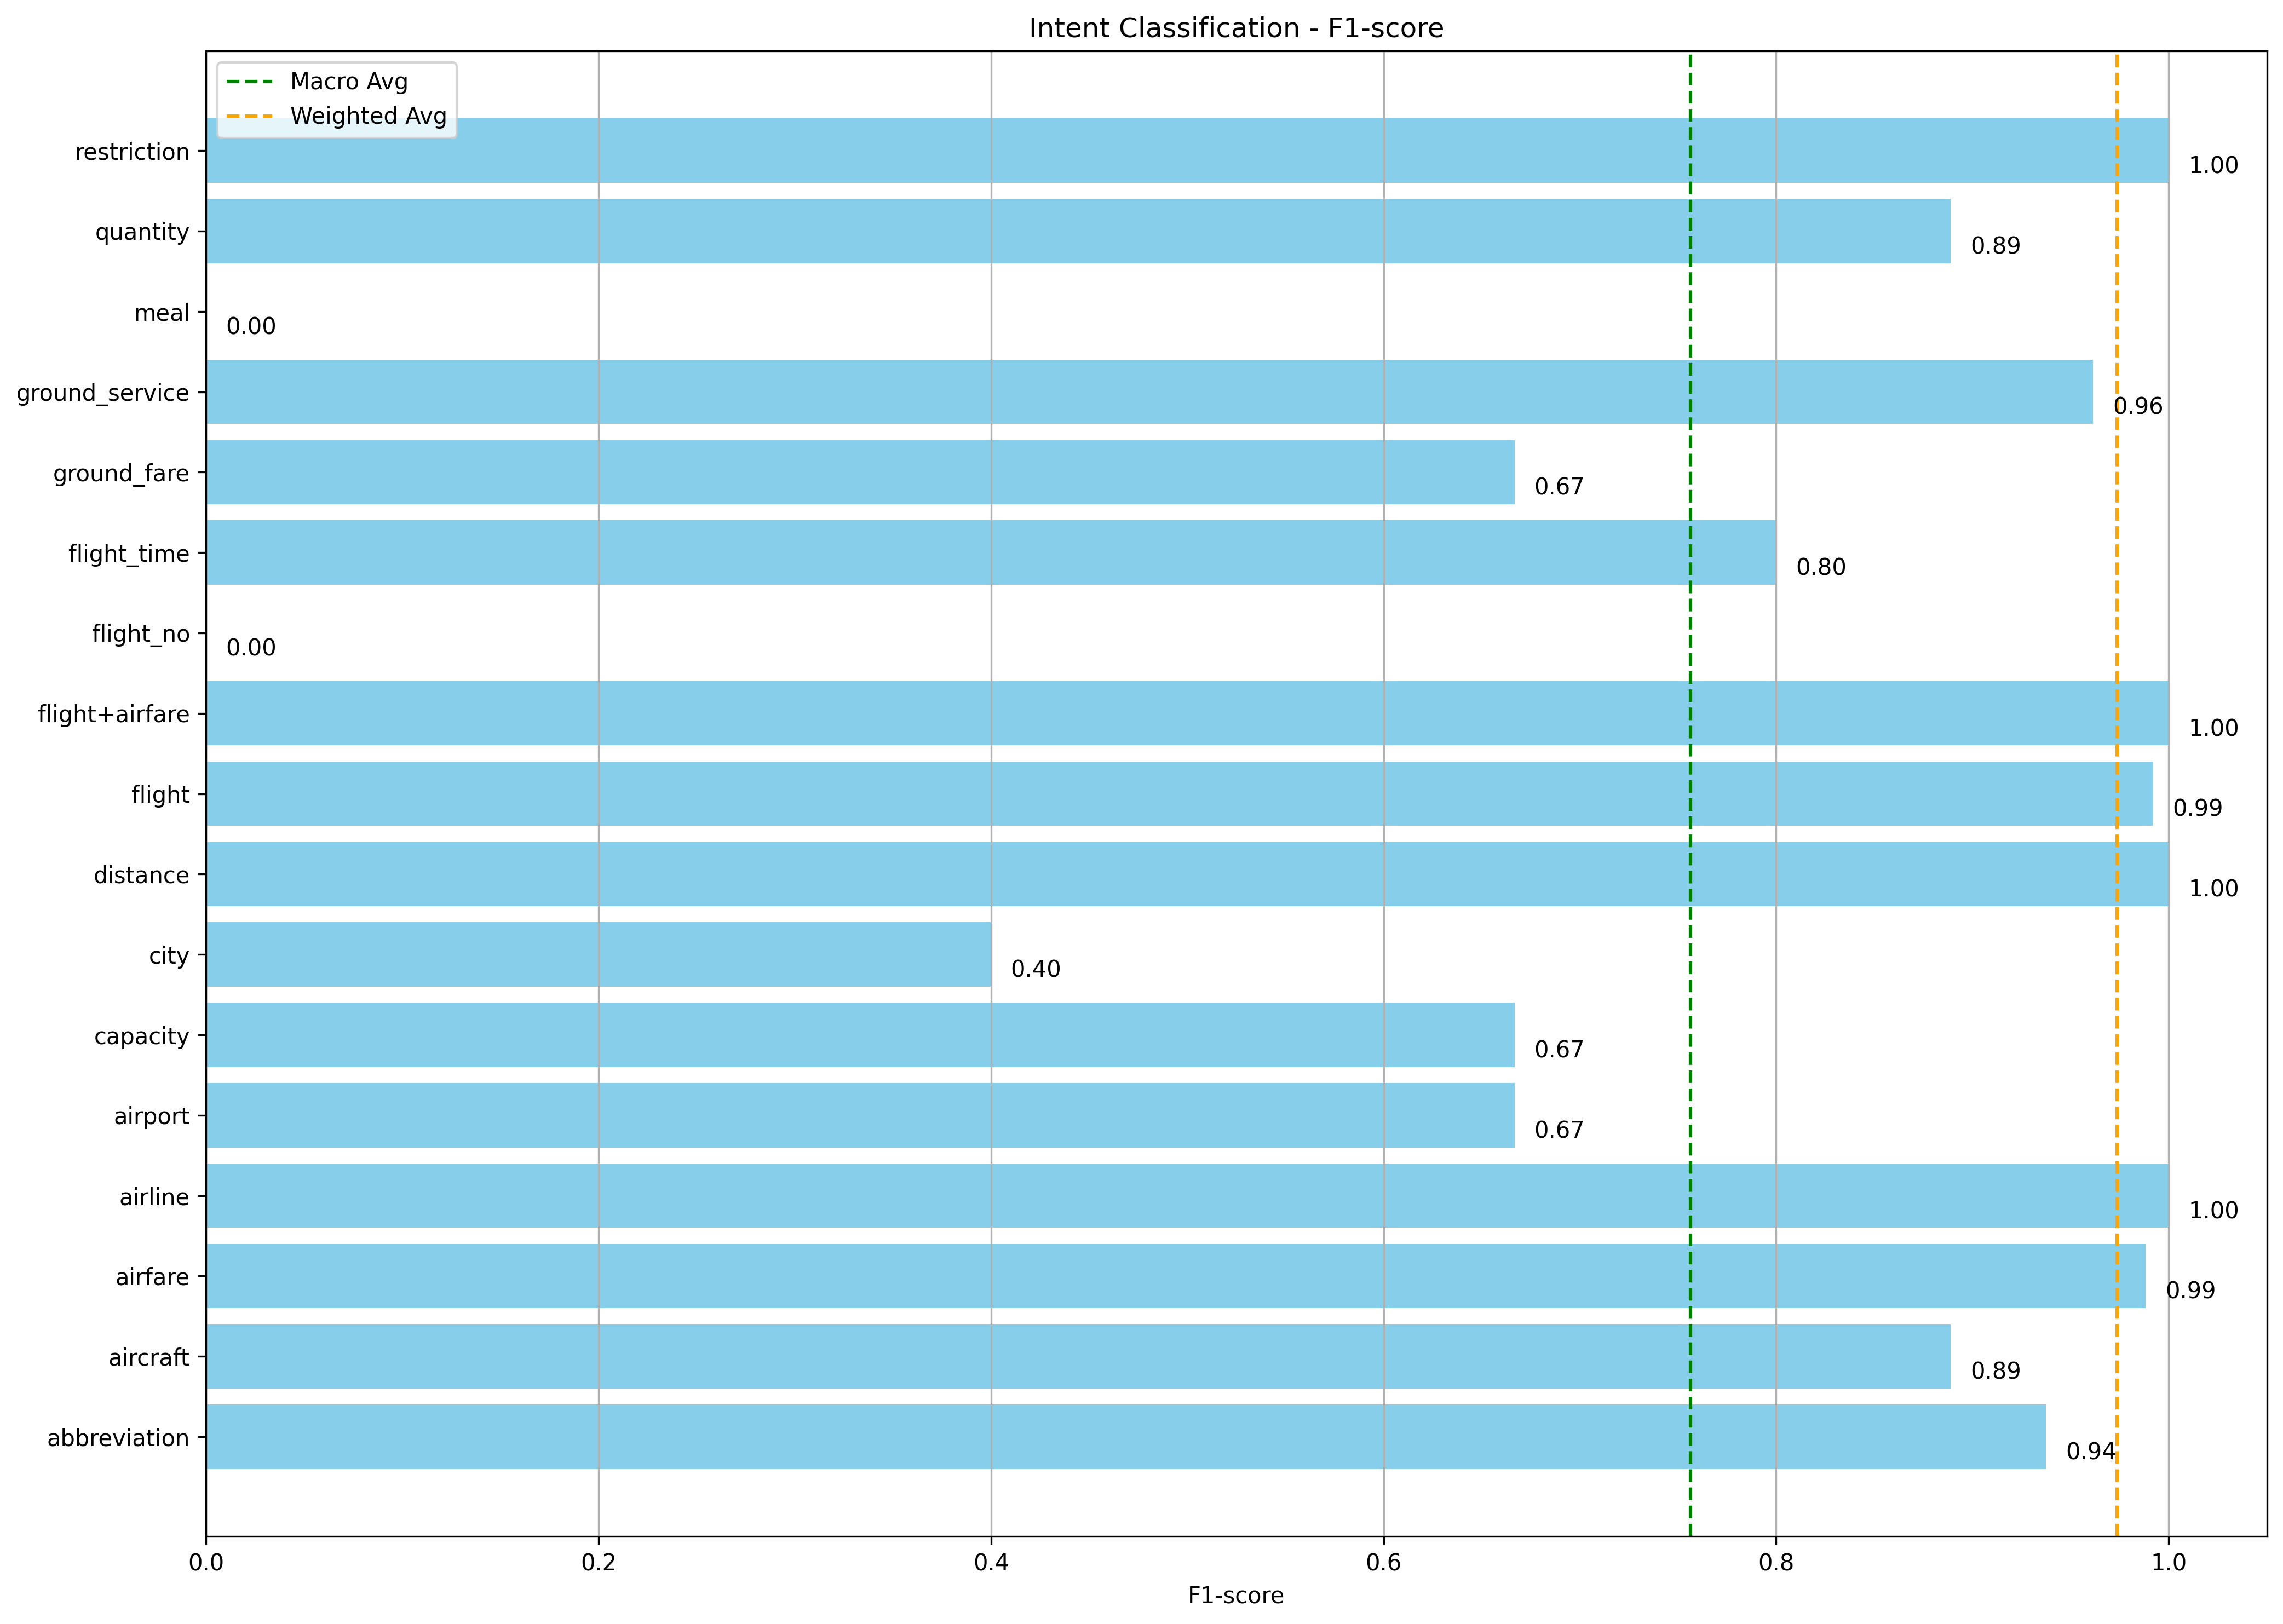 Intent Classification - F1-score
Macro Avg
Weighted Avg
restriction 1.00
quantity 0.89
meal 0.00
ground_service 0.96
ground_fare 0.67
flight_time 0.80
flight_no 0.00
flight+airfare 1.00
flight 0.99
distance 1.00
city 0.40
capacity 0.67
airport 0.67
airline 1.00
airfare 0.99
aircraft 0.89
abbreviation 0.94
0.0 0.2 0.4 0.6 0.8 1.0
F1-score